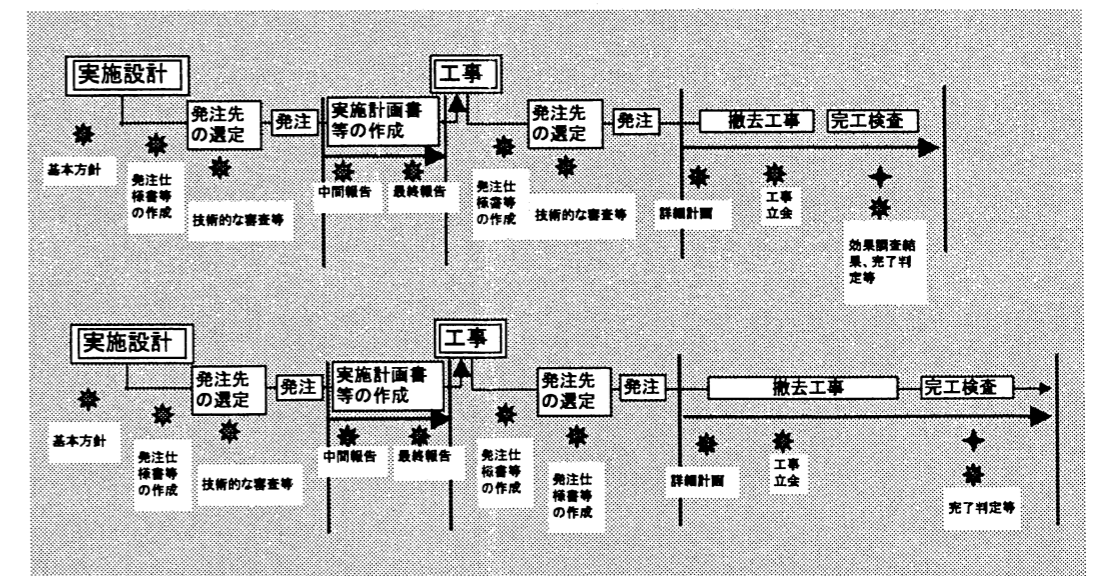 実施設計
工事
発注先
の選定
発注
実施計画書
等の作成
発注先
の選定
発注
撤去工事
完工検査
基本方針
発注仕
様書等
の作成
技術的な審査等
中間報告
最終報告
発注仕
様書等
の作成
技術的な審査等
詳細計画
工事
立会
効果調査結
果、完了判
定等
実施設計
工事
発注先
の選定
発注
実施計画書
等の作成
発注先
の選定
発注
撤去工事
完工検査
基本方針
発注仕
様書等
の作成
技術的な審査等
中間報告
最終報告
発注仕
様書等
の作成
発注仕
様書等
の作成
詳細計画
工事
立会
完了判定等